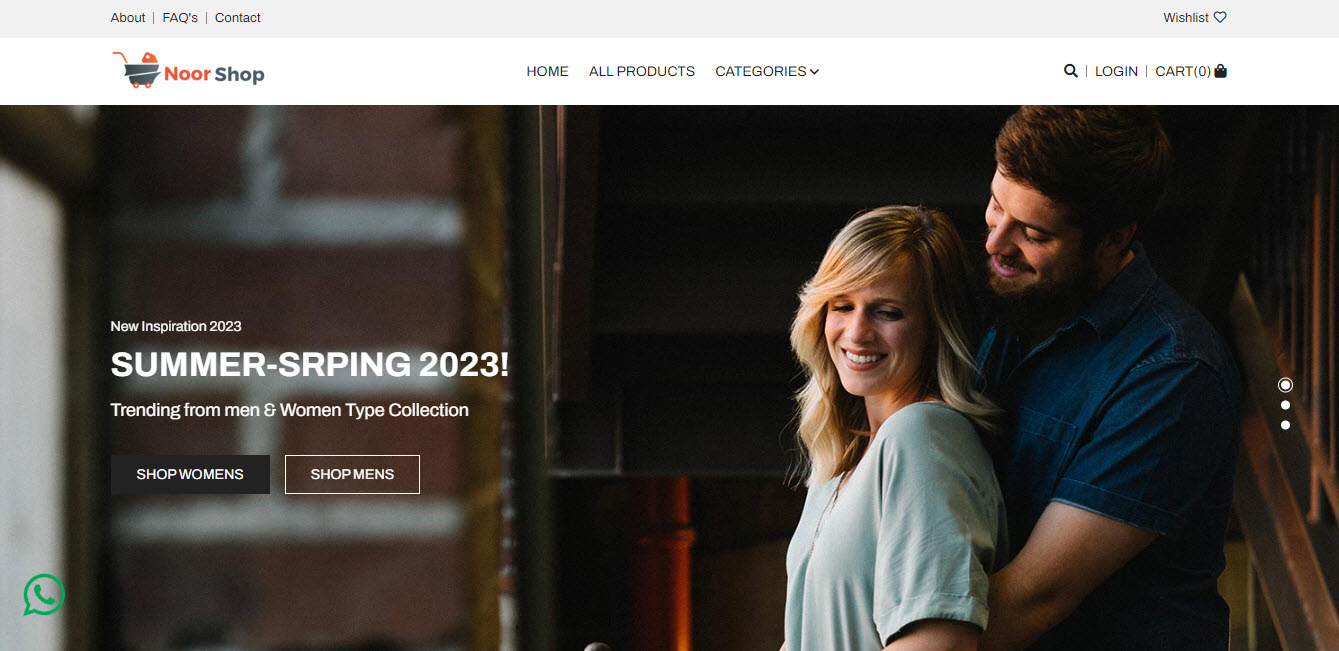 About | FAQ's | Contact
Wishlist
Noor Shop
HOME ALL PRODUCTS CATEGORIES
LOGIN | CART(0)
New Inspiration 2023
SUMMER-SRPING 2023!
Trending from men & Women Type Collection
SHOP WOMENS
SHOP MENS